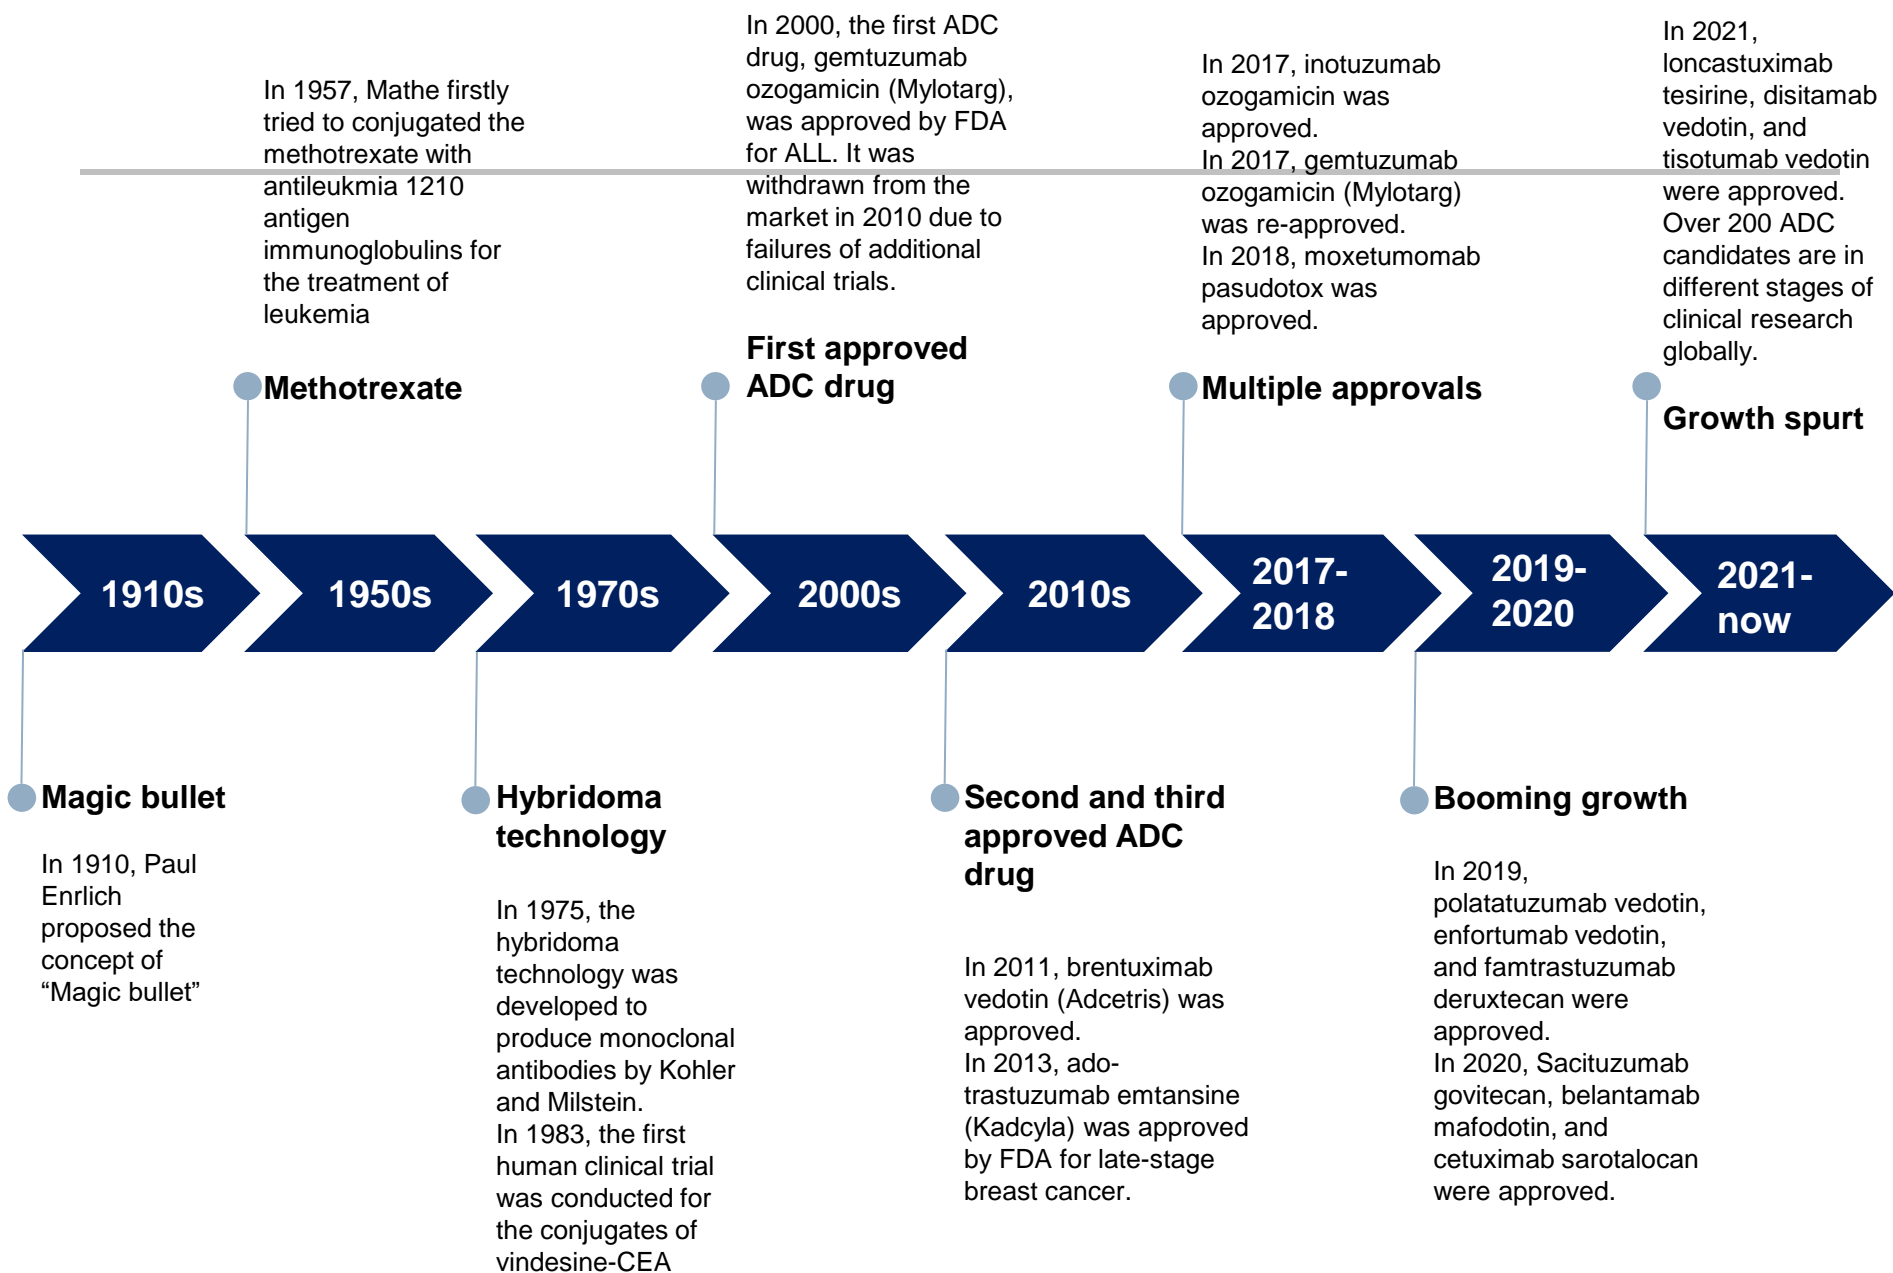 In 1957, Mathe firstly
tried to conjugated the
methotrexate with
antileukmia 1210
antigen
immunoglobulins for
the treatment of
leukemia
Methotrexate
In 2000, the first ADC
drug, gemtuzumab
ozogamicin (Mylotarg),
was approved by FDA
for ALL. It was
withdrawn from the
market in 2010 due to
failures of additional
clinical trials.
First approved
ADC drug
In 2017, inotuzumab
ozogamicin was
approved.
In 2017, gemtuzumab
ozogamicin (Mylotarg)
was re-approved.
In 2018, moxetumomab
pasudotox was
approved.
Multiple approvals
In 2021,
loncastuximab
tesirine, disitamab
vedotin, and
tisotumab vedotin
were approved.
Over 200 ADC
candidates are in
different stages of
clinical research
globally.
Growth spurt
1910s
1950s
1970s
2000s
2010s
2017-
2018
2019-
2020
2021-
now
Magic bullet
In 1910, Paul
Enrlich
proposed the
concept of
“Magic bullet”
Hybridoma
technology
In 1975, the
hybridoma
technology was
developed to
produce monoclonal
antibodies by Kohler
and Milstein.
In 1983, the first
human clinical trial
was conducted for
the conjugates of
vindesine-CEA
Second and third
approved ADC
drug
In 2011, brentuximab
vedotin (Adcetris) was
approved.
In 2013, ado-
trastuzumab emtansine
(Kadcyla) was approved
by FDA for late-stage
breast cancer.
Booming growth
In 2019,
polatatuzumab vedotin,
enfortumab vedotin,
and famtrastuzumab
deruxtecan were
approved.
In 2020, Sacituzumab
govitecan, belantamab
mafodotin, and
cetuximab sarotalocan
were approved.